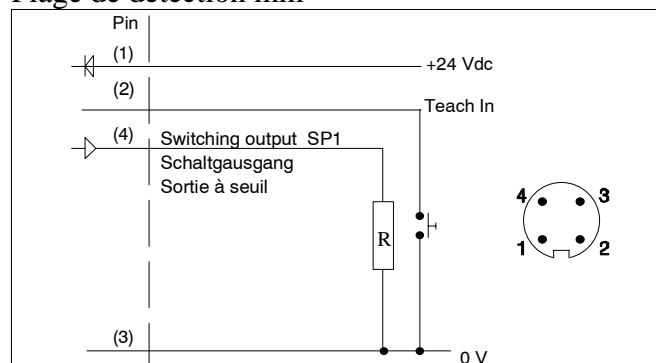 Plage de détection mm
Pin
(1)
+24 Vdc
(2)
Teach In
(4) Switching output SP1
Schaltgausgang
Sortie à seuil
R
4 3
1 2
(3)
0 V